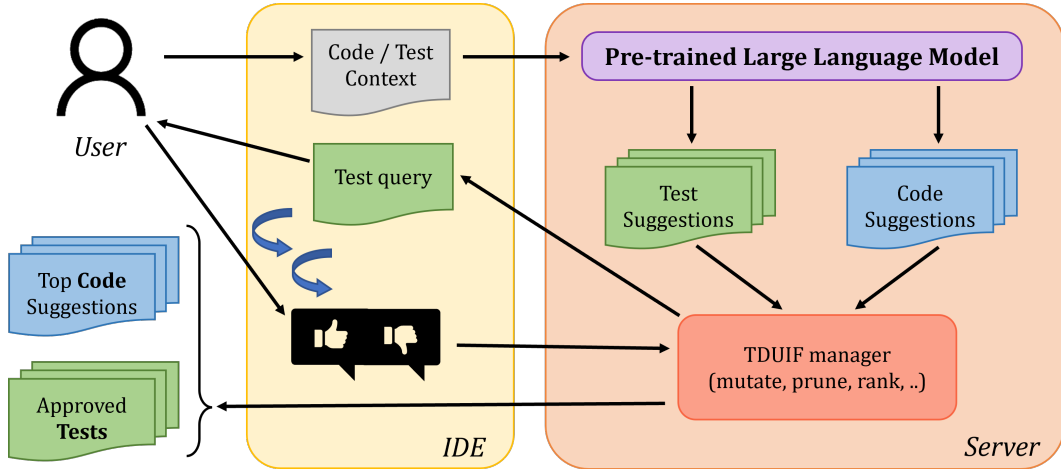 User
Code / Test
Context
Test query
IDE
Pre-trained Large Language Model
Test
Suggestions
Code
Suggestions
TDUIF manager
(mutate, prune, rank, ..)
Server
Top Code
Suggestions
Approved
Tests